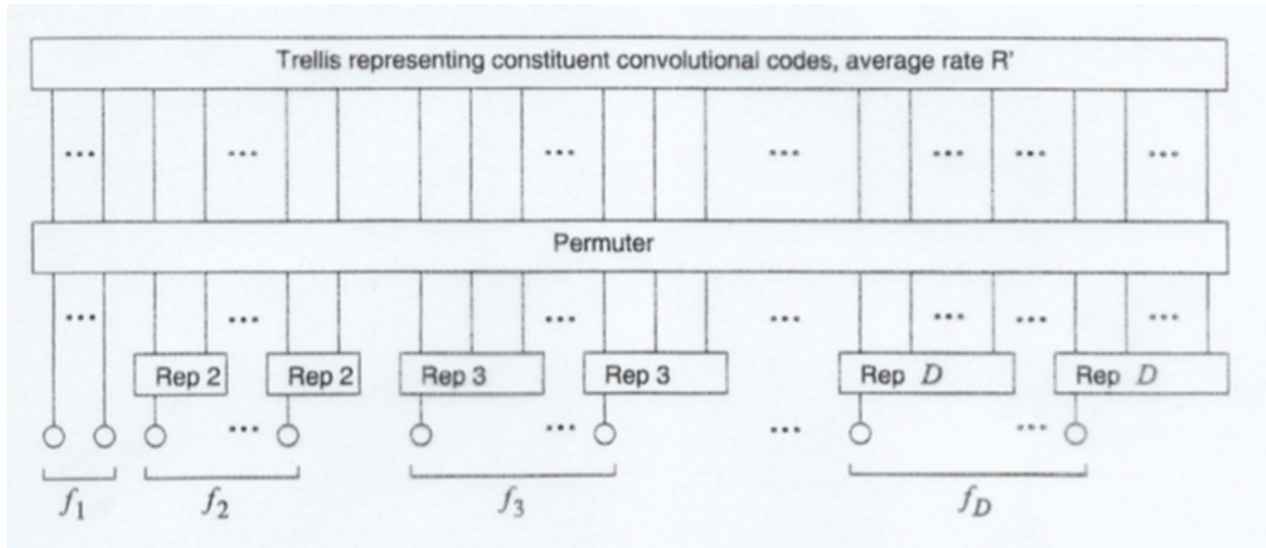 Trellis representing constituent convolutional codes, average rate R'
... ... ... ... ... ... ...
Permuter
... ... ... ... ... ... ...
Rep 2 Rep 2 Rep 3 Rep 3 Rep D Rep D
... ... ... ...
f₁ f₂ f₃ f_D